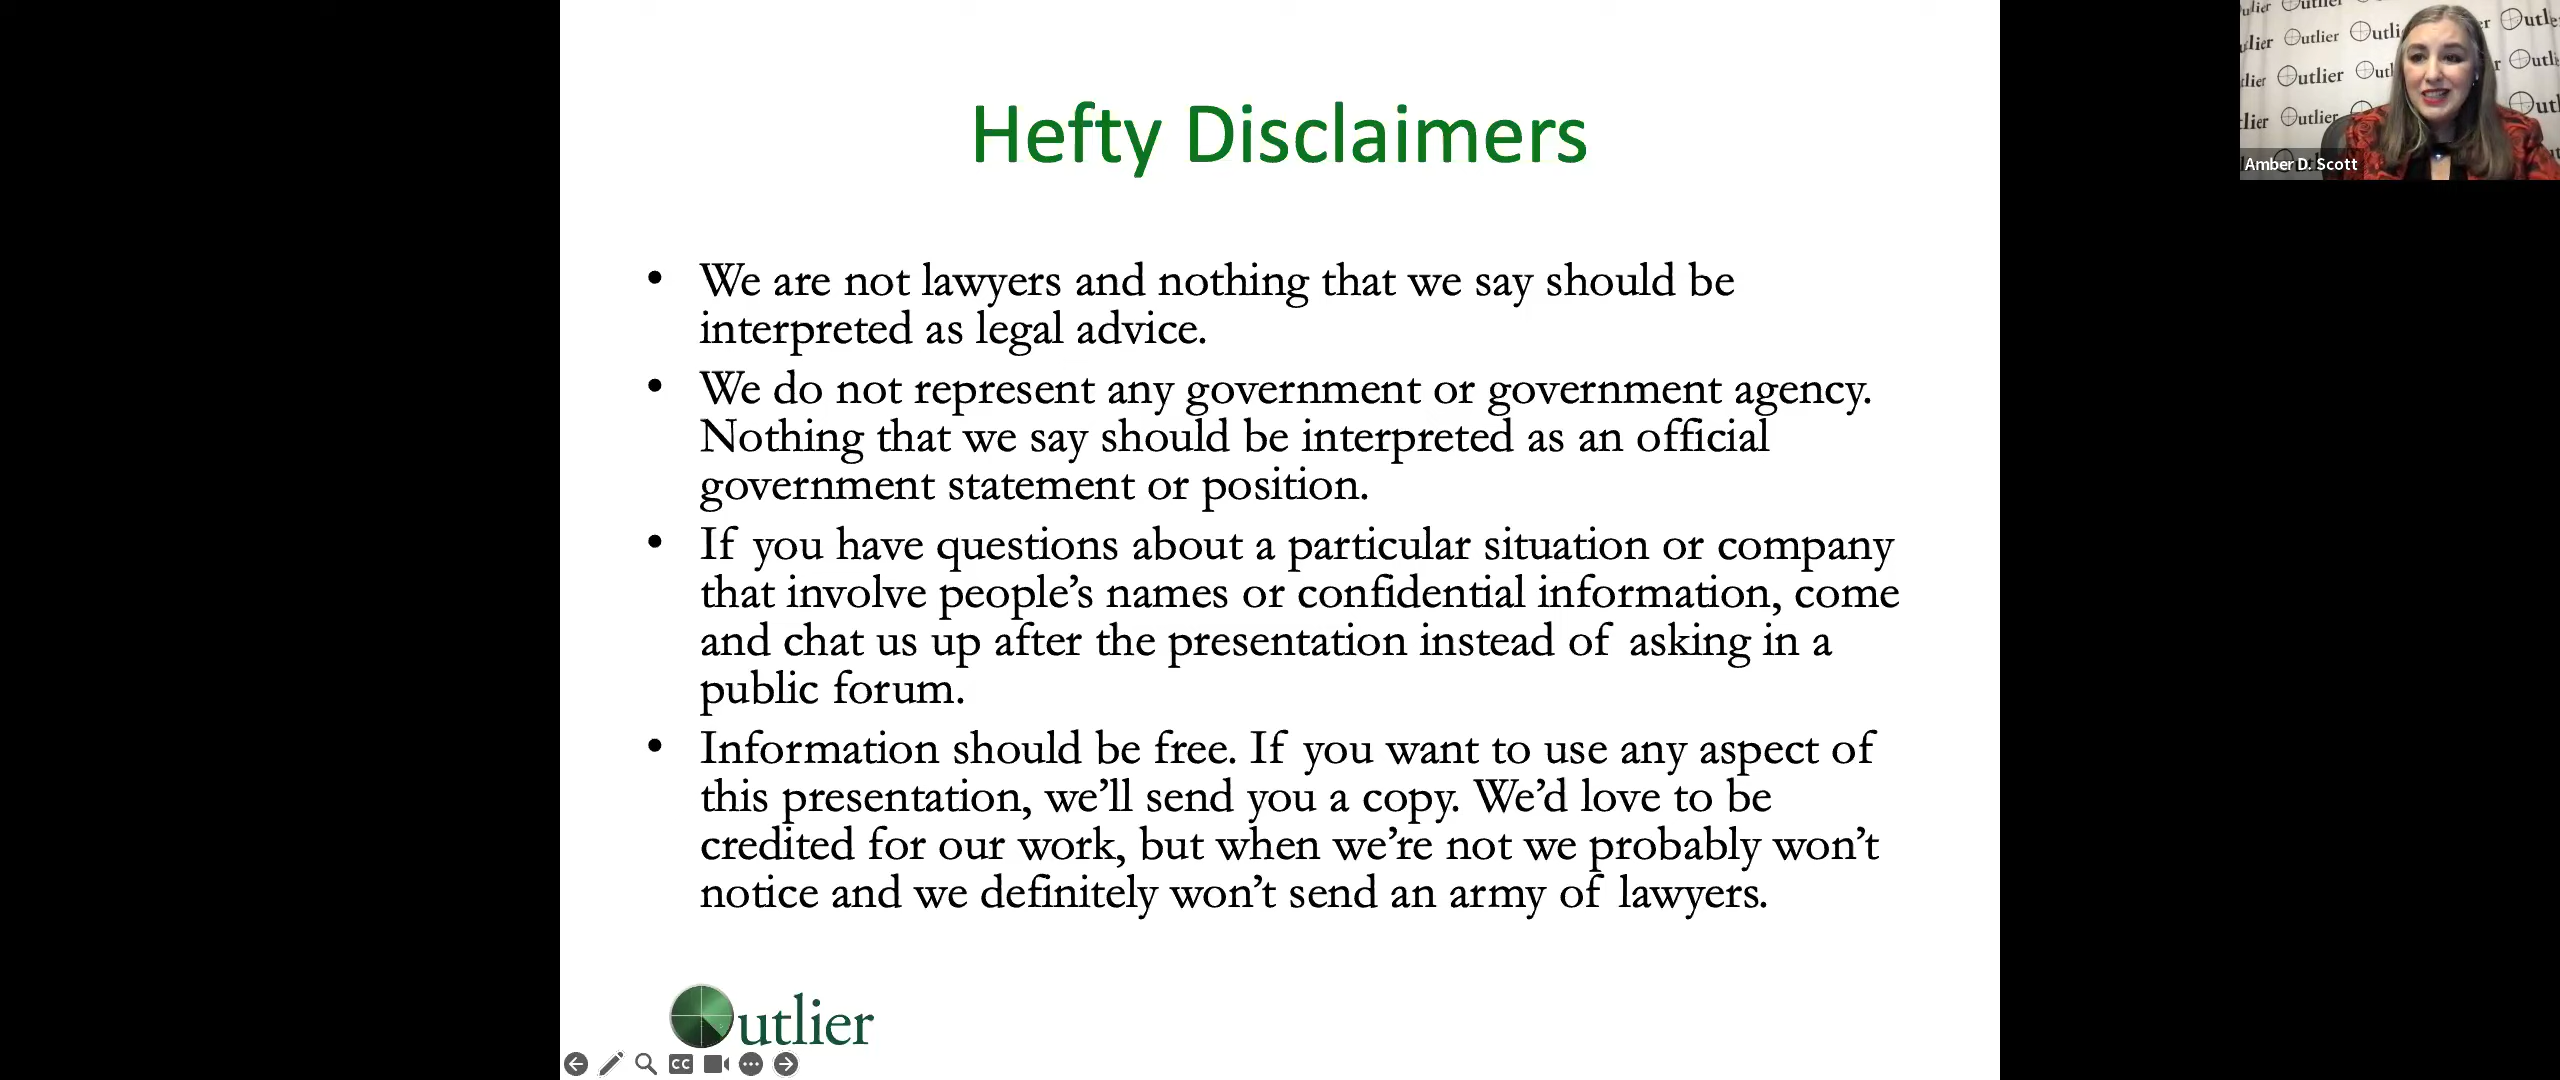 Hefty Disclaimers
• We are not lawyers and nothing that we say should be
interpreted as legal advice.
• We do not represent any government or government agency.
Nothing that we say should be interpreted as an official
government statement or position.
• If you have questions about a particular situation or company
that involve people’s names or confidential information, come
and chat us up after the presentation instead of asking in a
public forum.
• Information should be free. If you want to use any aspect of
this presentation, we’ll send you a copy. We’d love to be
credited for our work, but when we’re not we probably won’t
notice and we definitely won’t send an army of lawyers.
Outlier
CC
Outlier
Outlier
Outlier
Amber D. Scott